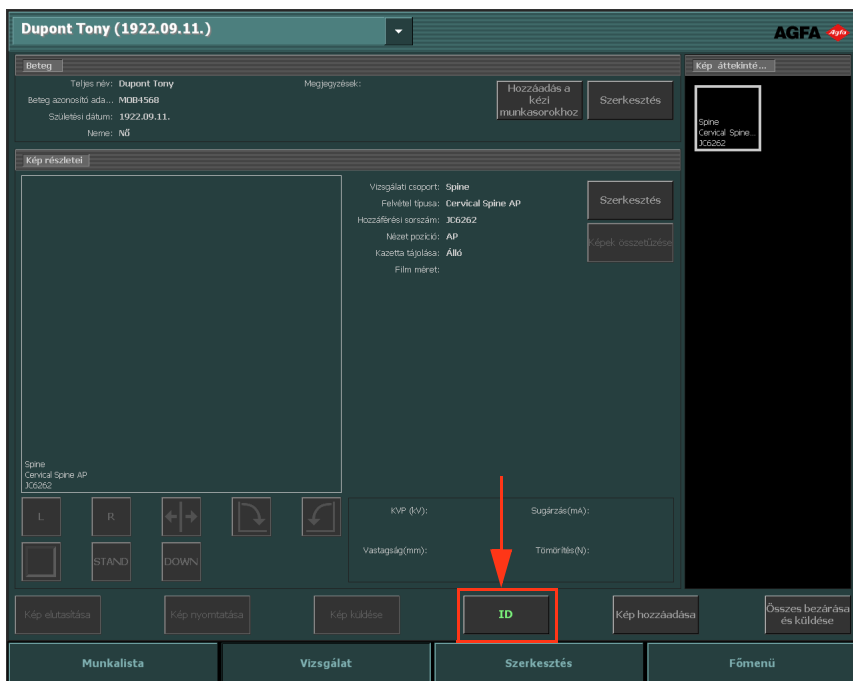 Dupont Tony (1922.09.11.)
AGFA Agfa
Beteg
Teljes név: Dupont Tony
Megjegyzések:
Beteg azonosító ada... MOB4568
Születési dátum: 1922.09.11.
Neme: Nő
Hozzáadás a
kézi
munkasorokhoz
Szerkesztés
Kép áttekinté...
Spine
Cervical Spine...
JC6262
Kép részletei
Vizsgálati csoport: Spine
Felvétel típusa: Cervical Spine AP
Hozzáférési sorszám: JC6262
Nézet pozíció: AP
Kazetta tájolása: Álló
Film méret:
Szerkesztés
Képek összetűzése
Spine
Cervical Spine AP
JC6262
L
R
STAND
DOWN
KVP (kV):
Sugárzás(mA):
Vastagság(mm):
Tömörítés(N):
Kép elutasítása
Kép nyomtatása
Kép küldése
ID
Kép hozzáadása
Összes bezárása
és küldése
Munkalista
Vizsgálat
Szerkesztés
Főmenü